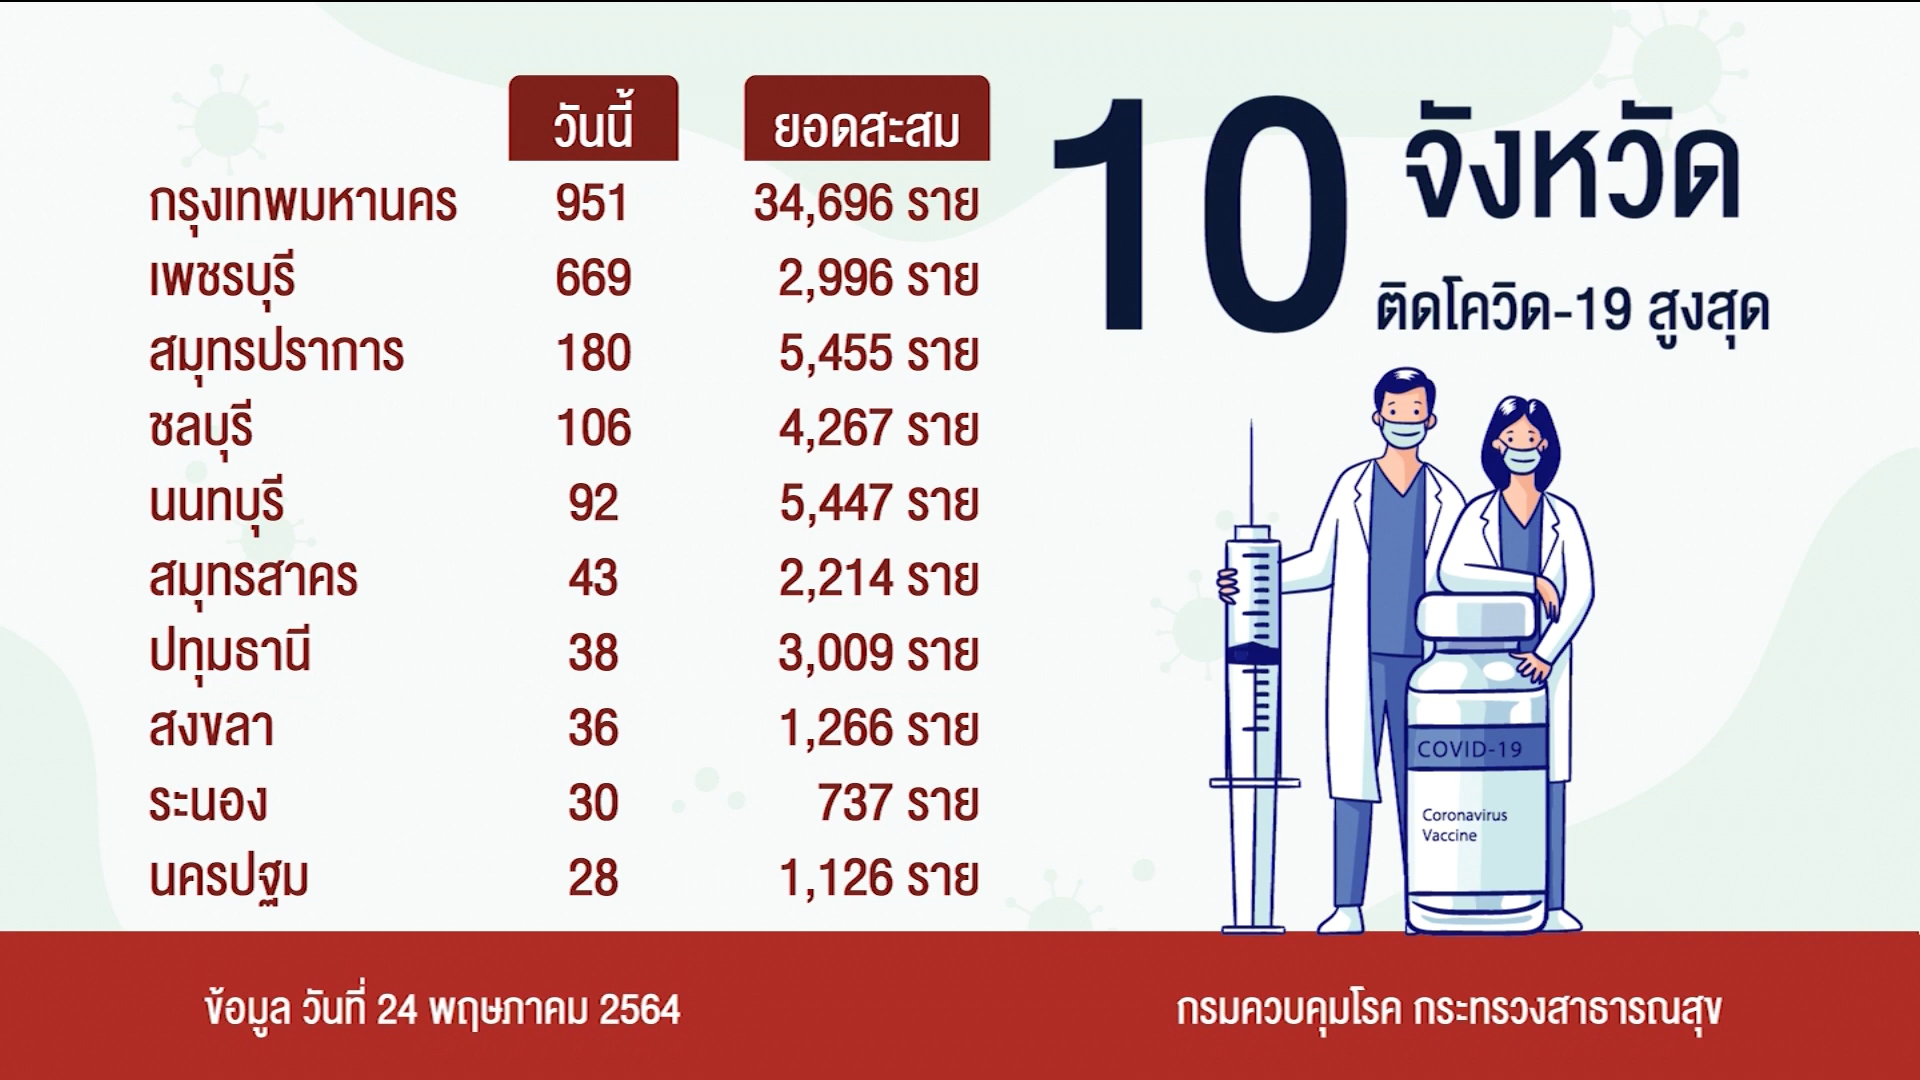 วันนี้ ยอดสะสม
กรุงเทพมหานคร 951 34,696 ราย
เพชรบุรี 669 2,996 ราย
สมุทรปราการ 180 5,455 ราย
ชลบุรี 106 4,267 ราย
นนทบุรี 92 5,447 ราย
สมุทรสาคร 43 2,214 ราย
ปทุมธานี 38 3,009 ราย
สงขลา 36 1,266 ราย
ระนอง 30 737 ราย
นครปฐม 28 1,126 ราย
10 จังหวัด
ติดโควิด-19 สูงสุด
COVID-19
Coronavirus
Vaccine
ข้อมูล วันที่ 24 พฤษภาคม 2564
กรมควบคุมโรค กระทรวงสาธารณสุข